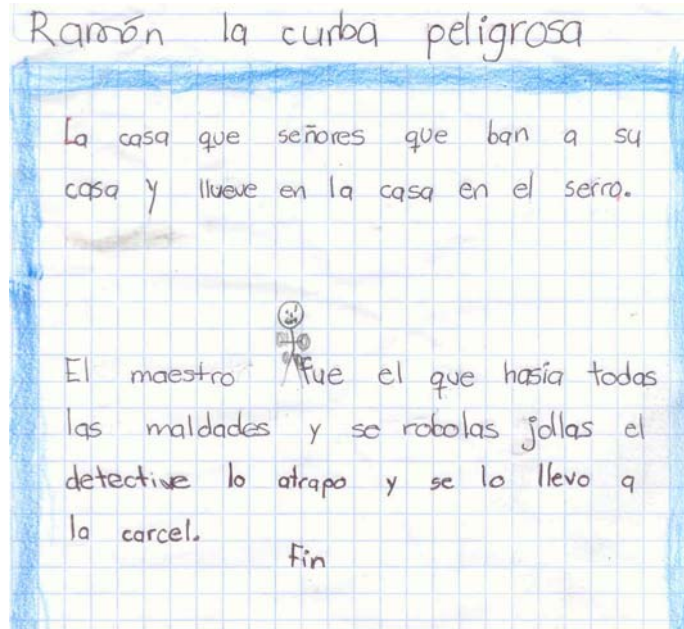 Ramón la curba peligrosa
La casa que señores que ban a su
casa y llueve en la casa en el serro.
El maestro fue el que hasia todas
las maldades y se robolas jollas el
detective lo atrapo y se lo llevo a
la carcel.
Fin